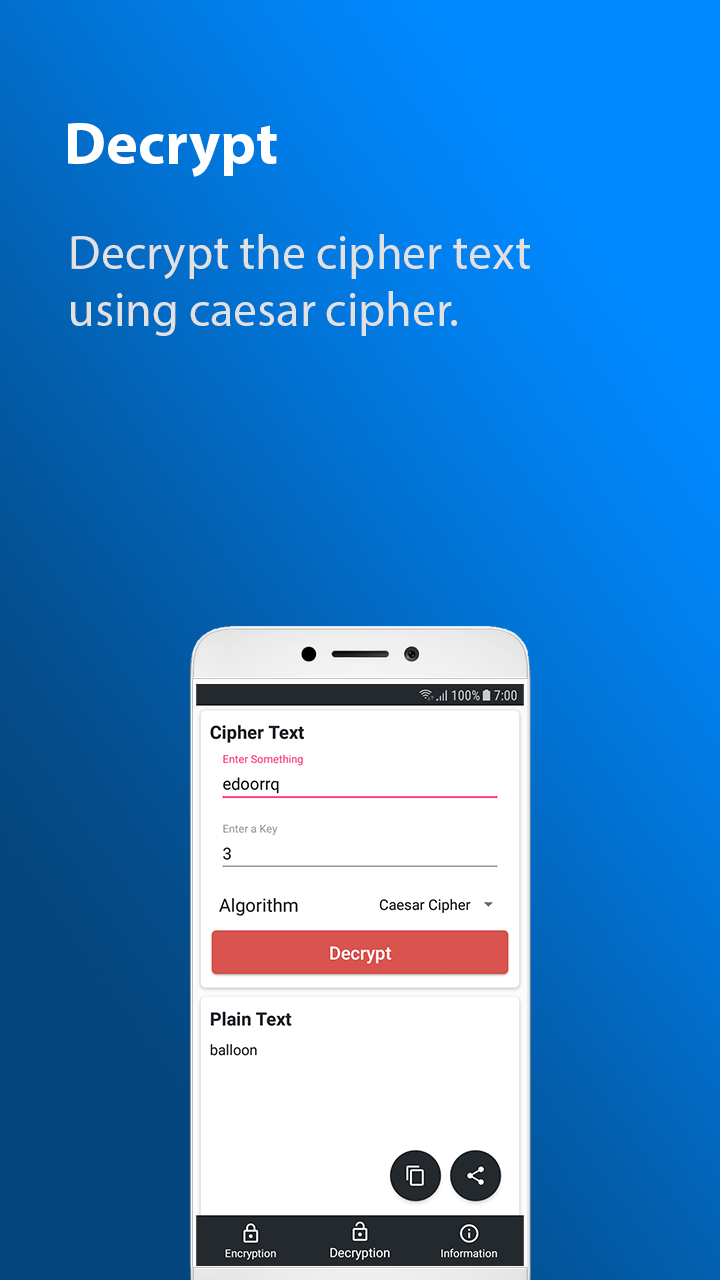 Decrypt
Decrypt the cipher text
using caesar cipher.
100% 7:00
Cipher Text
Enter Something
edoorrq
Enter a Key
3
Algorithm Caesar Cipher
Decrypt
Plain Text
balloon
Encryption Decryption Information